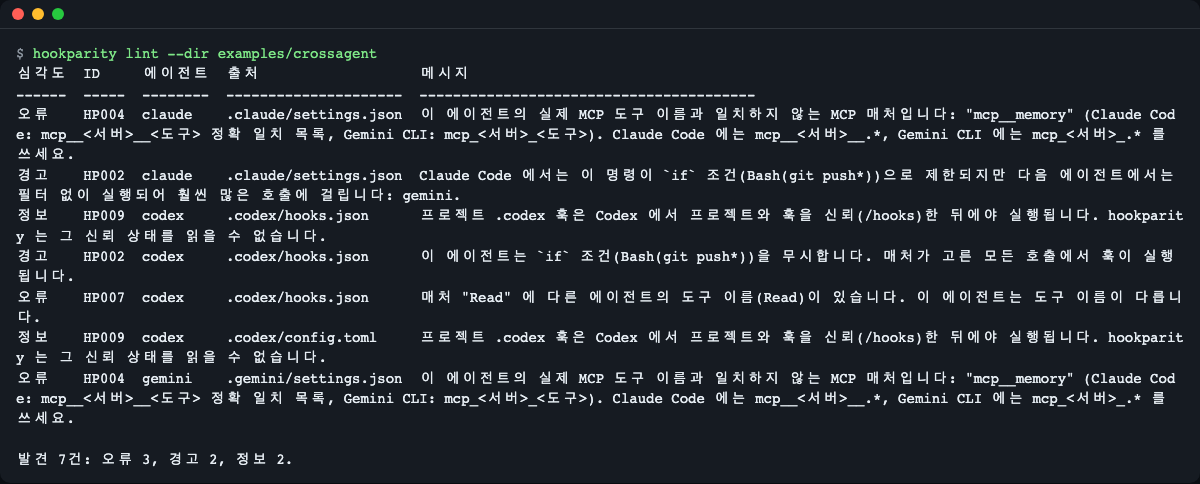 $ hookparity lint --dir examples/crossagent
심각도  ID     에이전트  출처                   메시지
------  -----  --------  ---------------------  ----------------------------------------
오류    HP004  claude    .claude/settings.json  이 에이전트의 실제 MCP 도구 이름과 일치하지 않는 MCP 매처입니다: "mcp__memory" (Claude Cod
e: mcp__<서버>__<도구> 정확 일치 목록, Gemini CLI: mcp_<서버>_<도구>). Claude Code 에는 mcp__<서버>__.*, Gemini CLI 에는 mcp_<서버>_.* 를
쓰세요.
경고    HP002  claude    .claude/settings.json  Claude Code 에서는 이 명령이 `if` 조건(Bash(git push*))으로 제한되지만 다음 에이전트에서는
필터 없이 실행되어 훨씬 많은 호출에 걸립니다: gemini.
정보    HP009  codex     .codex/hooks.json      프로젝트 .codex 훅은 Codex 에서 프로젝트와 훅을 신뢰(/hooks)한 뒤에야 실행됩니다. hookparit
y 는 그 신뢰 상태를 읽을 수 없습니다.
경고    HP002  codex     .codex/hooks.json      이 에이전트는 `if` 조건(Bash(git push*))을 무시합니다. 매처가 고른 모든 호출에서 훅이 실행
됩니다.
오류    HP007  codex     .codex/hooks.json      매처 "Read" 에 다른 에이전트의 도구 이름(Read)이 있습니다. 이 에이전트는 도구 이름이 다릅니
다.
정보    HP009  codex     .codex/config.toml     프로젝트 .codex 훅은 Codex 에서 프로젝트와 훅을 신뢰(/hooks)한 뒤에야 실행됩니다. hookparit
y 는 그 신뢰 상태를 읽을 수 없습니다.
오류    HP004  gemini    .gemini/settings.json  이 에이전트의 실제 MCP 도구 이름과 일치하지 않는 MCP 매처입니다: "mcp__memory" (Claude Cod
e: mcp__<서버>__<도구> 정확 일치 목록, Gemini CLI: mcp_<서버>_<도구>). Claude Code 에는 mcp__<서버>__.*, Gemini CLI 에는 mcp_<서버>_.* 를
쓰세요.
발견 7건: 오류 3, 경고 2, 정보 2.